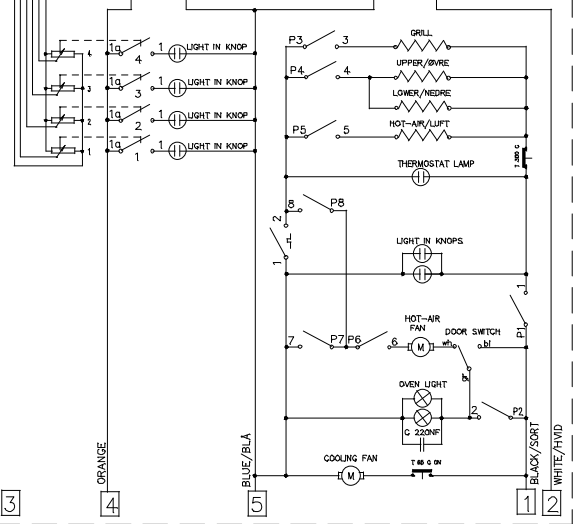 P3 3 GRILL
4 1a 4 1 LIGHT IN KNOP
P4 4 UPPER/ØVRE
3 1a 3 1 LIGHT IN KNOP
LOWER/NEDRE
2 1a 2 1 LIGHT IN KNOP
P5 5 HOT-AIR/LUFT
1 1a 1 1 LIGHT IN KNOP
THERMOSTAT LAMP
8 P8
2
1
LIGHT IN KNOPS
1
P1
HOT-AIR
FAN
DOOR SWITCH
7 P7 P6 6 M wh bl
OVEN LIGHT
2 P2
C 220NF
COOLING FAN
M
T 65 G ON
ORANGE
BLUE/BLÅ
BLACK/SORT
WHITE/HVID
3 4 5 1 2